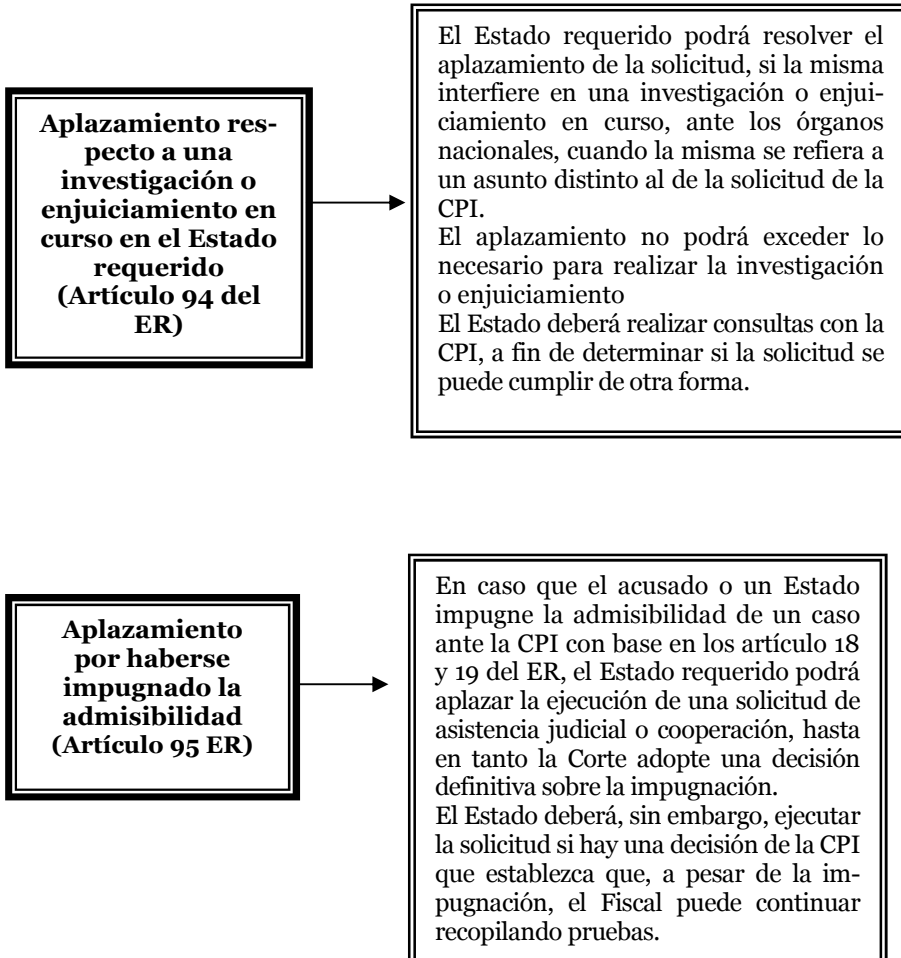 Aplazamiento res-
pecto a una
investigación o
enjuiciamiento en
curso en el Estado
requerido
(Artículo 94 del
ER)
El Estado requerido podrá resolver el
aplazamiento de la solicitud, si la misma
interfiere en una investigación o enjui-
ciamiento en curso, ante los órganos
nacionales, cuando la misma se refiera a
un asunto distinto al de la solicitud de la
CPI.
El aplazamiento no podrá exceder lo
necesario para realizar la investigación
o enjuiciamiento
El Estado deberá realizar consultas con la
CPI, a fin de determinar si la solicitud se
puede cumplir de otra forma.
Aplazamiento
por haberse
impugnado la
admisibilidad
(Artículo 95 ER)
En caso que el acusado o un Estado
impugne la admisibilidad de un caso
ante la CPI con base en los artículo 18
y 19 del ER, el Estado requerido podrá
aplazar la ejecución de una solicitud de
asistencia judicial o cooperación, hasta
en tanto la Corte adopte una decisión
definitiva sobre la impugnación.
El Estado deberá, sin embargo, ejecutar
la solicitud si hay una decisión de la CPI
que establezca que, a pesar de la im-
pugnación, el Fiscal puede continuar
recopilando pruebas.